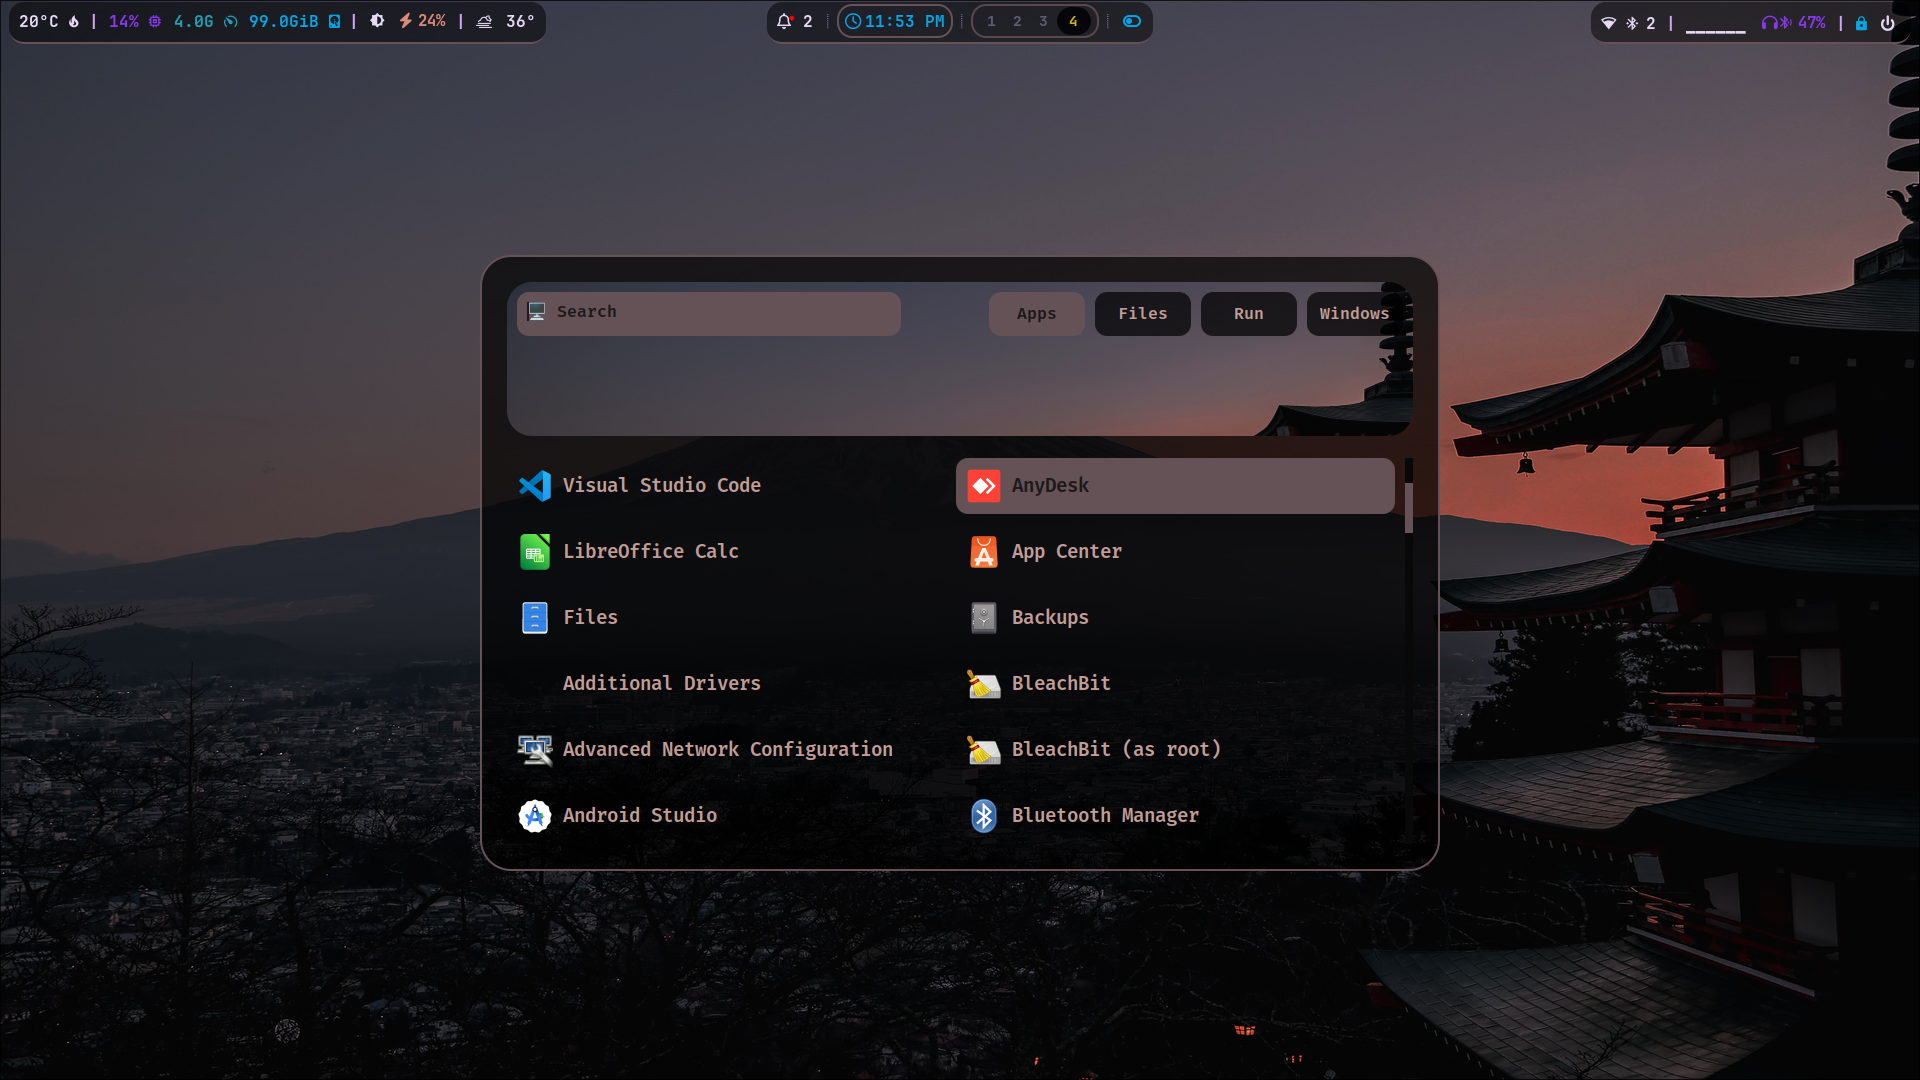 20°C | 14% 4.0G 99.0GiB | 24% | 36°
2 11:53 PM 1 2 3 4
2 | ______ 47% |
Search
Apps Files Run Windows
Visual Studio Code
AnyDesk
LibreOffice Calc
App Center
Files
Backups
Additional Drivers
BleachBit
Advanced Network Configuration
BleachBit (as root)
Android Studio
Bluetooth Manager